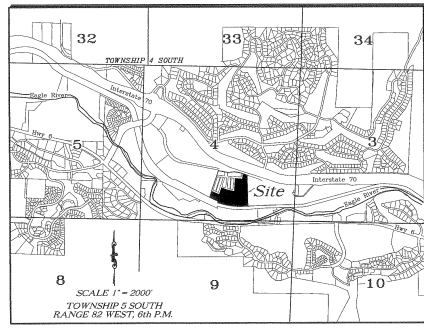 32
33
34
TOWNSHIP 4 SOUTH
Interstate 70
Eagle River
Hwy 6
5
4
3
Site
Interstate 70
Eagle River
Hwy 6
8
9
10
SCALE 1" = 2000'
TOWNSHIP 5 SOUTH
RANGE 82 WEST, 6th P.M.